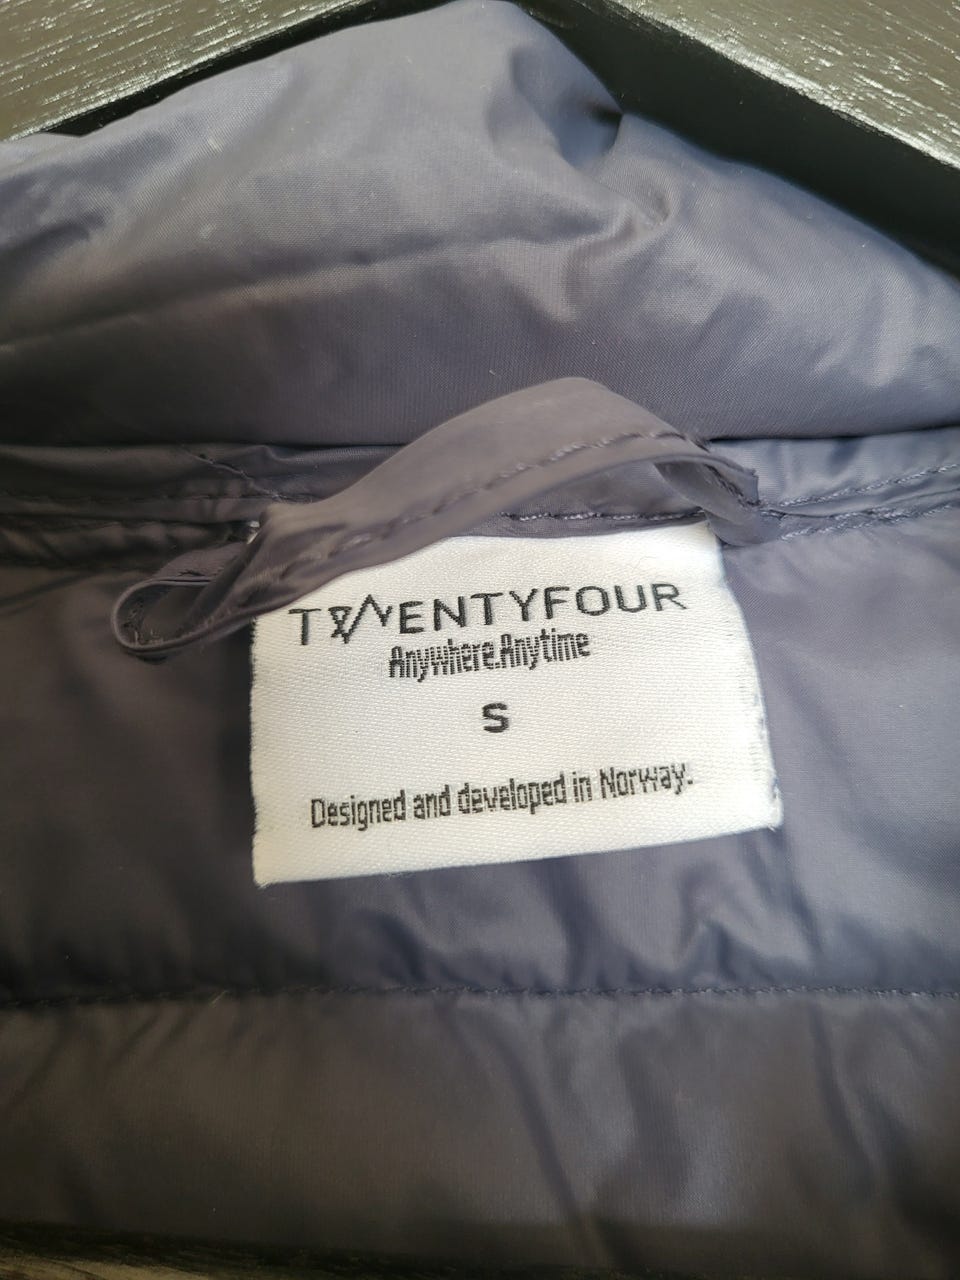 TWENTYFOUR
Anywhere.Anytime
S
Designed and developed in Norway.